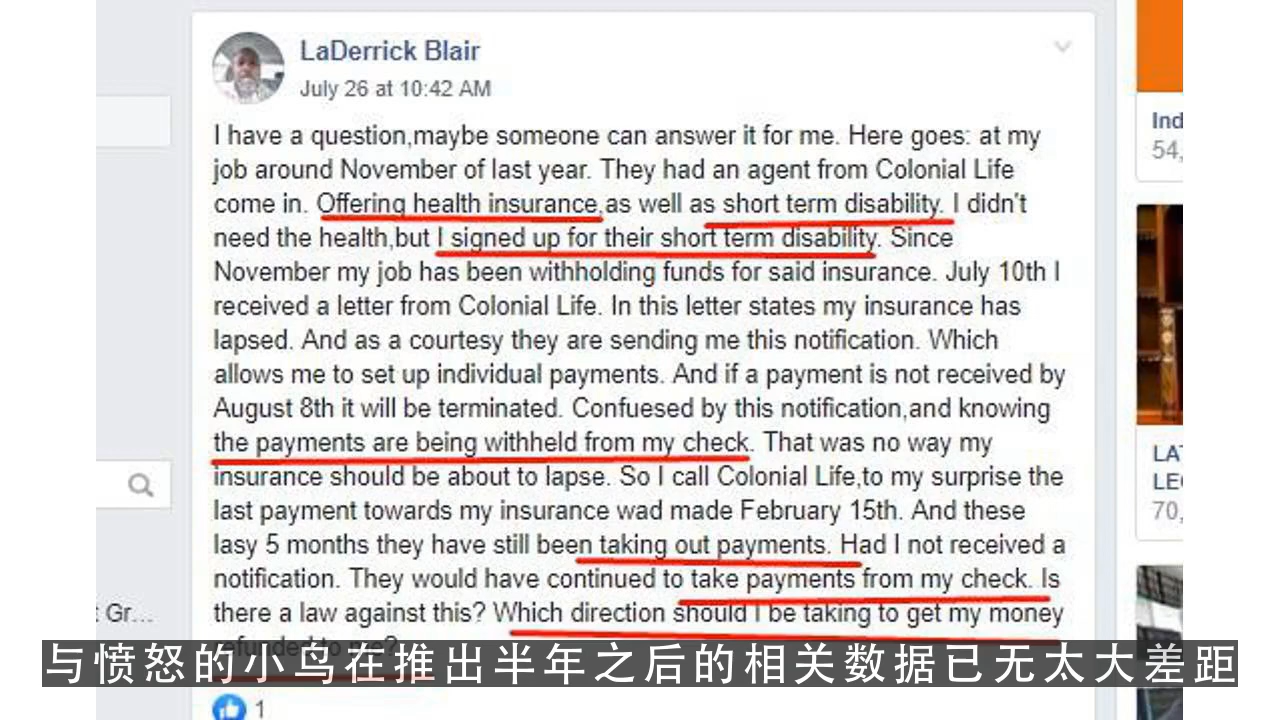 LaDerrick Blair
July 26 at 10:42 AM
I have a question,maybe someone can answer it for me. Here goes: at my
job around November of last year. They had an agent from Colonial Life
come in. Offering health insurance,as well as short term disability. I didn't
need the health,but I signed up for their short term disability. Since
November my job has been withholding funds for said insurance. July 10th I
received a letter from Colonial Life. In this letter states my insurance has
lapsed. And as a courtesy they are sending me this notification. Which
allows me to set up individual payments. And if a payment is not received by
August 8th it will be terminated. Confuesed by this notification,and knowing
the payments are being withheld from my check. That was no way my
insurance should be about to lapse. So I call Colonial Life,to my surprise the
last payment towards my insurance wad made February 15th. And these
lasy 5 months they have still been taking out payments. Had I not received a
notification. They would have continued to take payments from my check. Is
there a law against this? Which direction should I be taking to get my money
refunded to me?
与愤怒的小鸟在推出半年之后的相关数据已无太大差距
1
Gr...
Ind
54,
LA
LE
70,